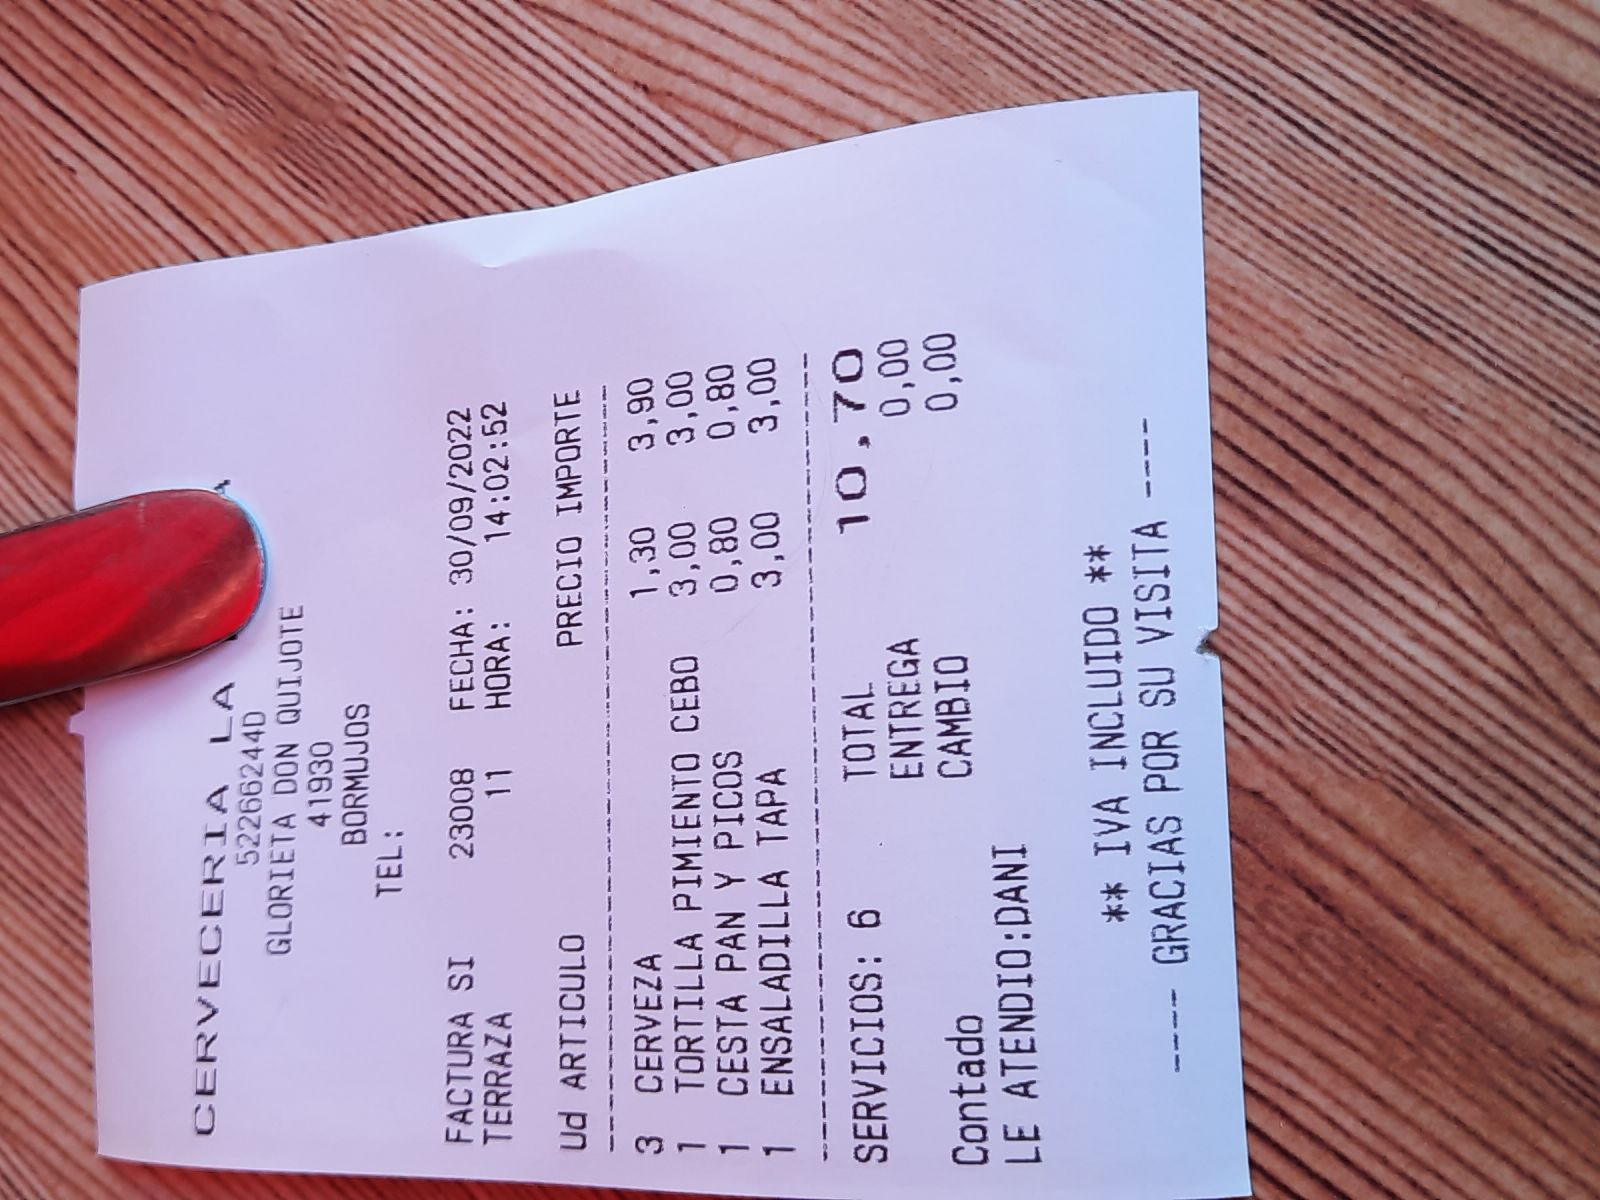 CERVECERIA LA
52266244D
GLORIETA DON QUIJOTE
41930
BORMUJOS
TEL:
FACTURA SI 23008 FECHA: 30/09/2022
TERRAZA 11 HORA: 14:02:52
Ud ARTICULO PRECIO IMPORTE
3 CERVEZA 1,30 3,90
1 TORTILLA PIMIENTO CEBO 3,00 3,00
1 CESTA PAN Y PICOS 0,80 0,80
1 ENSALADILLA TAPA 3,00 3,00
SERVICIOS: 6 TOTAL 10,70
ENTREGA 0,00
Contado CAMBIO 0,00
LE ATENDIO:DANI
** IVA INCLUIDO **
---- GRACIAS POR SU VISITA ----